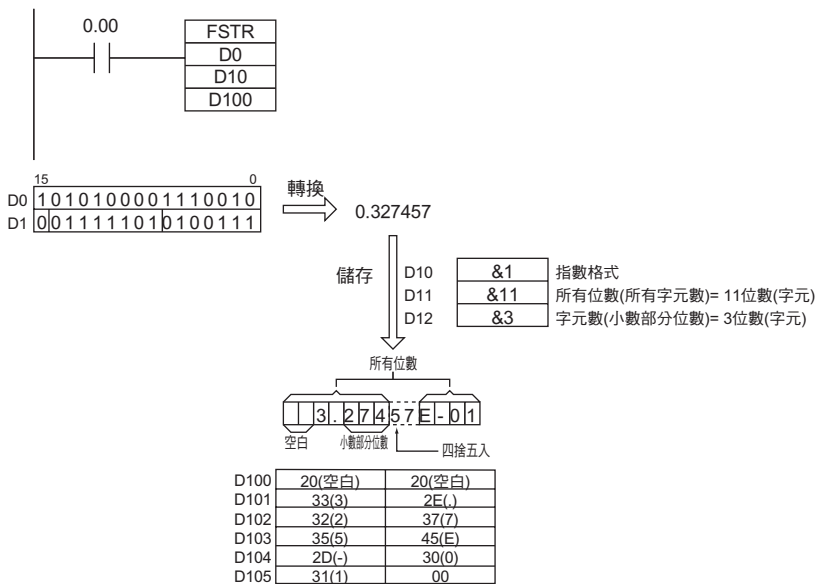 0.00
FSTR
D0
D10
D100
15 0
D0 1010100001110010
D1 0011111010100111
轉換
0.327457
儲存
D10 &1 指數格式
D11 &11 所有位數(所有字元數)= 11位數(字元)
D12 &3 字元數(小數部分位數)= 3位數(字元)
所有位數
3.27457E-01
空白 小數部分位數 四捨五入
D100 20(空白) 20(空白)
D101 33(3) 2E(.)
D102 32(2) 37(7)
D103 35(5) 45(E)
D104 2D(-) 30(0)
D105 31(1) 00